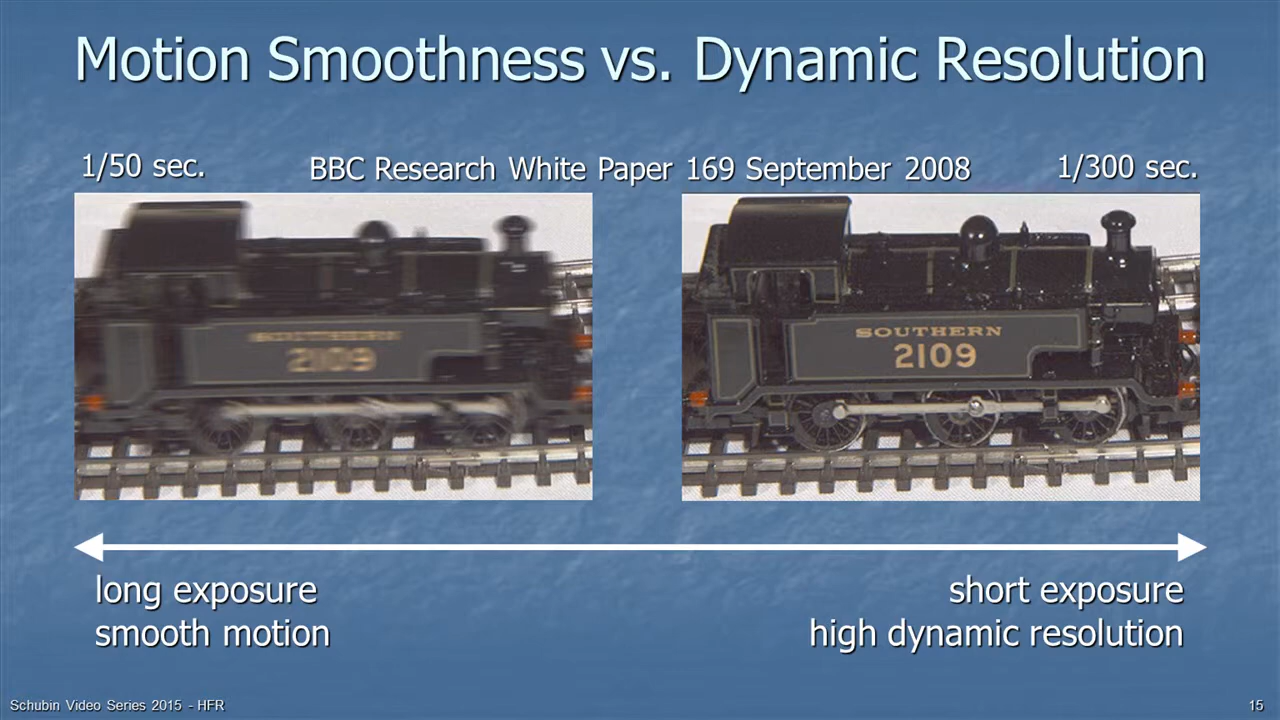 Motion Smoothness vs. Dynamic Resolution
1/50 sec.
BBC Research White Paper 169 September 2008
1/300 sec.
SOUTHERN
2109
SOUTHERN
2109
long exposure
smooth motion
short exposure
high dynamic resolution
Schubin Video Series 2015 - HFR
15